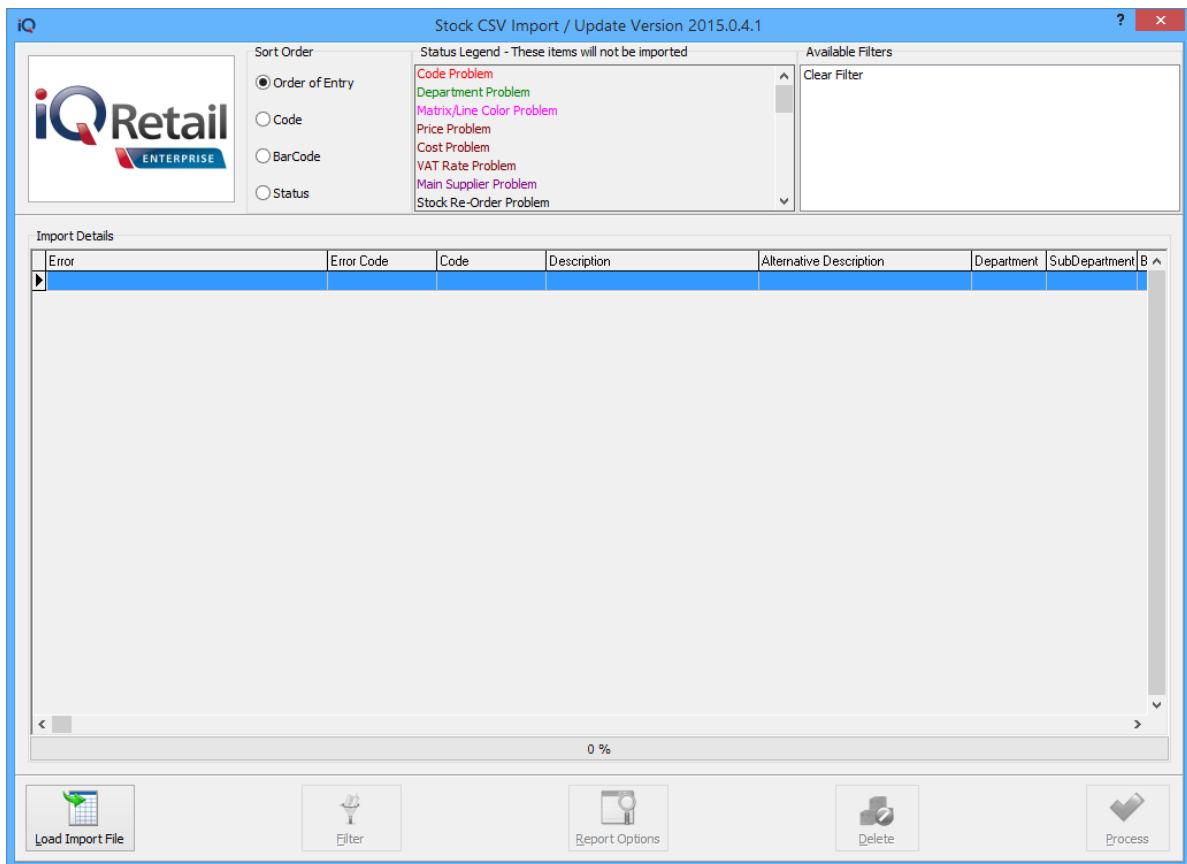 iQ Stock CSV Import / Update Version 2015.0.4.1 ?
Sort Order
Order of Entry
Code
BarCode
Status
Status Legend - These items will not be imported
Code Problem
Department Problem
Matrix/Line Color Problem
Price Problem
Cost Problem
VAT Rate Problem
Main Supplier Problem
Stock Re-Order Problem
Available Filters
Clear Filter
iQ Retail
ENTERPRISE
Import Details
Error Error Code Code Description Alternative Description Department SubDepartment B
0 %
Load Import File Filter Report Options Delete Process